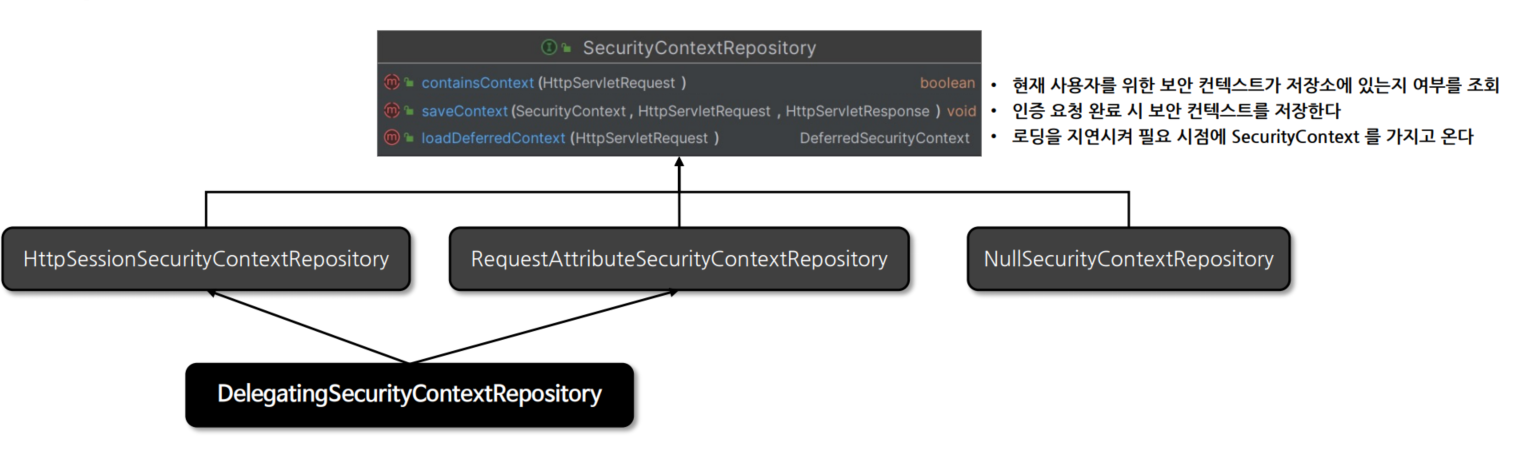 SecurityContextRepository
containsContext(HttpServletRequest ) boolean
• 현재 사용자를 위한 보안 컨텍스트가 저장소에 있는지 여부를 조회
saveContext(SecurityContext, HttpServletRequest , HttpServletResponse ) void
• 인증 요청 완료 시 보안 컨텍스트를 저장한다
loadDeferredContext(HttpServletRequest ) DeferredSecurityContext
• 로딩을 지연시켜 필요 시점에 SecurityContext 를 가지고 온다
HttpSessionSecurityContextRepository
RequestAttributeSecurityContextRepository
NullSecurityContextRepository
DelegatingSecurityContextRepository